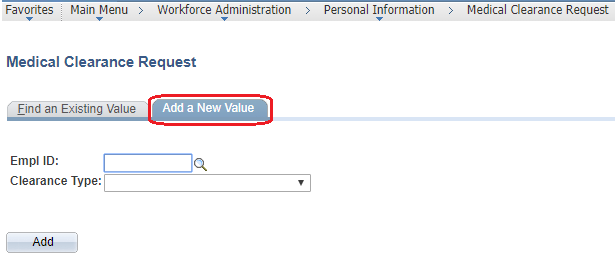 Favorites Main Menu > Workforce Administration > Personal Information > Medical Clearance Request
Medical Clearance Request
Find an Existing Value Add a New Value
Empl ID:
Clearance Type:
Add